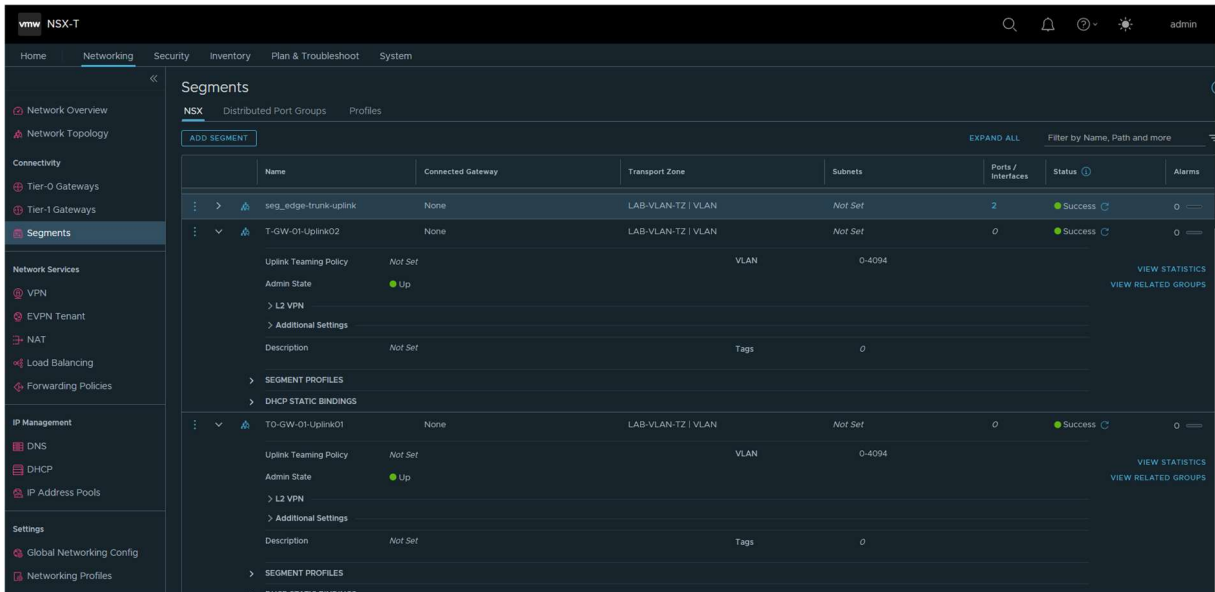 vmw NSX-T
admin
Home Networking Security Inventory Plan & Troubleshoot System
Network Overview
Network Topology
Connectivity
Tier-0 Gateways
Tier-1 Gateways
Segments
Network Services
VPN
EVPN Tenant
NAT
Load Balancing
Forwarding Policies
IP Management
DNS
DHCP
IP Address Pools
Settings
Global Networking Config
Networking Profiles
Segments
NSX Distributed Port Groups Profiles
ADD SEGMENT EXPAND ALL Filter by Name, Path and more
Name Connected Gateway Transport Zone Subnets Ports / Interfaces Status Alarms
seg_edge-trunk-uplink None LAB-VLAN-TZ | VLAN Not Set 2 Success 0
T-GW-01-Uplink02 None LAB-VLAN-TZ | VLAN Not Set 0 Success 0
Uplink Teaming Policy Not Set VLAN 0-4094
VIEW STATISTICS
Admin State Up VIEW RELATED GROUPS
L2 VPN
Additional Settings
Description Not Set Tags 0
SEGMENT PROFILES
DHCP STATIC BINDINGS
T0-GW-01-Uplink01 None LAB-VLAN-TZ | VLAN Not Set 0 Success 0
Uplink Teaming Policy Not Set VLAN 0-4094
VIEW STATISTICS
Admin State Up VIEW RELATED GROUPS
L2 VPN
Additional Settings
Description Not Set Tags 0
SEGMENT PROFILES